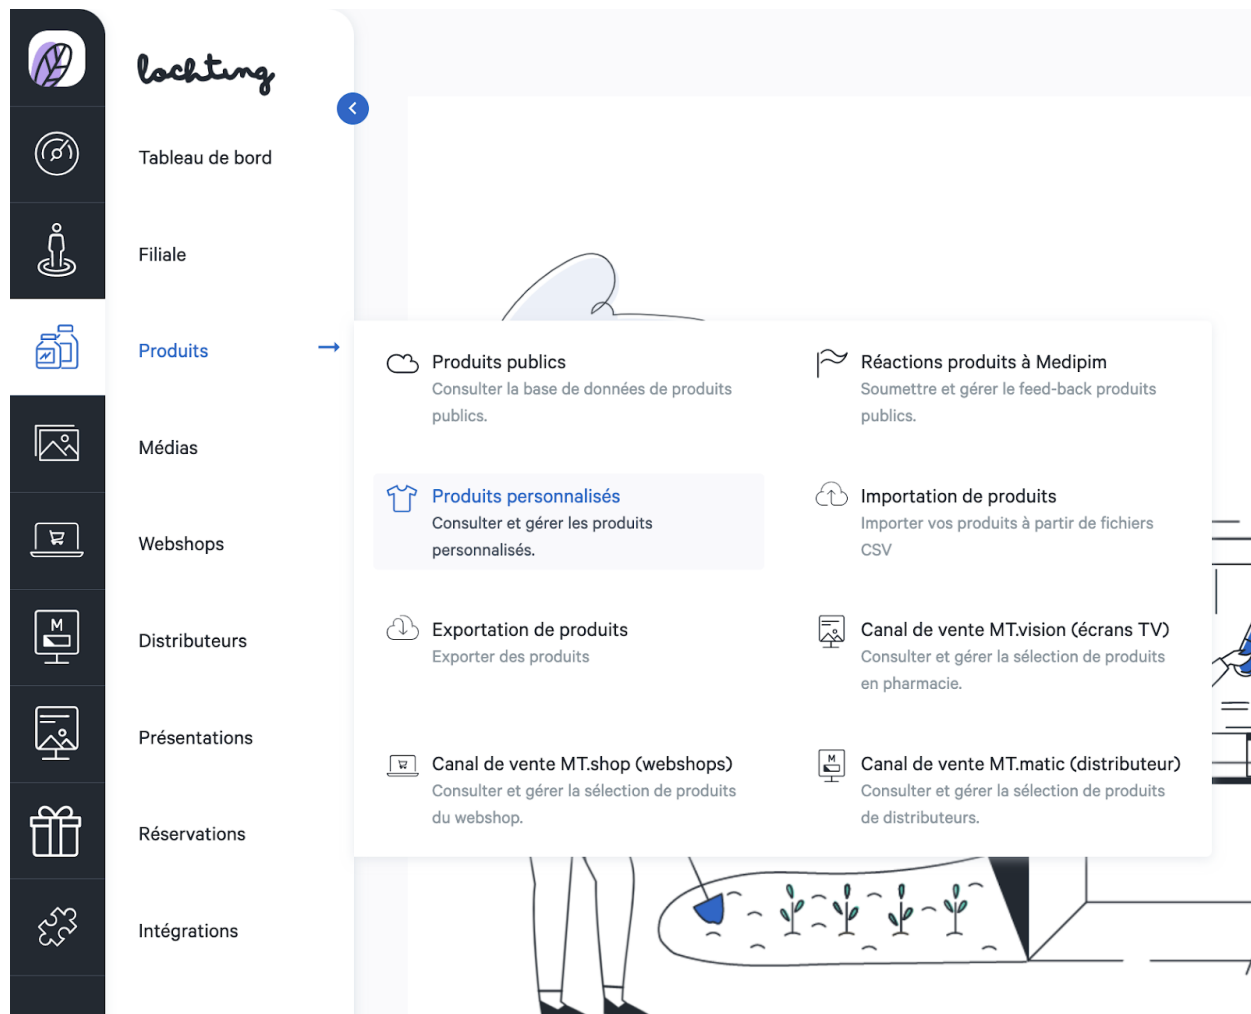 lochting
Tableau de bord
Filiale
Produits
Médias
Webshops
Distributeurs
Présentations
Réservations
Intégrations
Produits publics
Consulter la base de données de produits
publics.
Réactions produits à Medipim
Soumettre et gérer le feed-back produits
publics.
Produits personnalisés
Consulter et gérer les produits
personnalisés.
Importation de produits
Importer vos produits à partir de fichiers
CSV
Exportation de produits
Exporter des produits
Canal de vente MT.vision (écrans TV)
Consulter et gérer la sélection de produits
en pharmacie.
Canal de vente MT.shop (webshops)
Consulter et gérer la sélection de produits
du webshop.
M
Canal de vente MT.matic (distributeur)
Consulter et gérer la sélection de produits
de distributeurs.
M